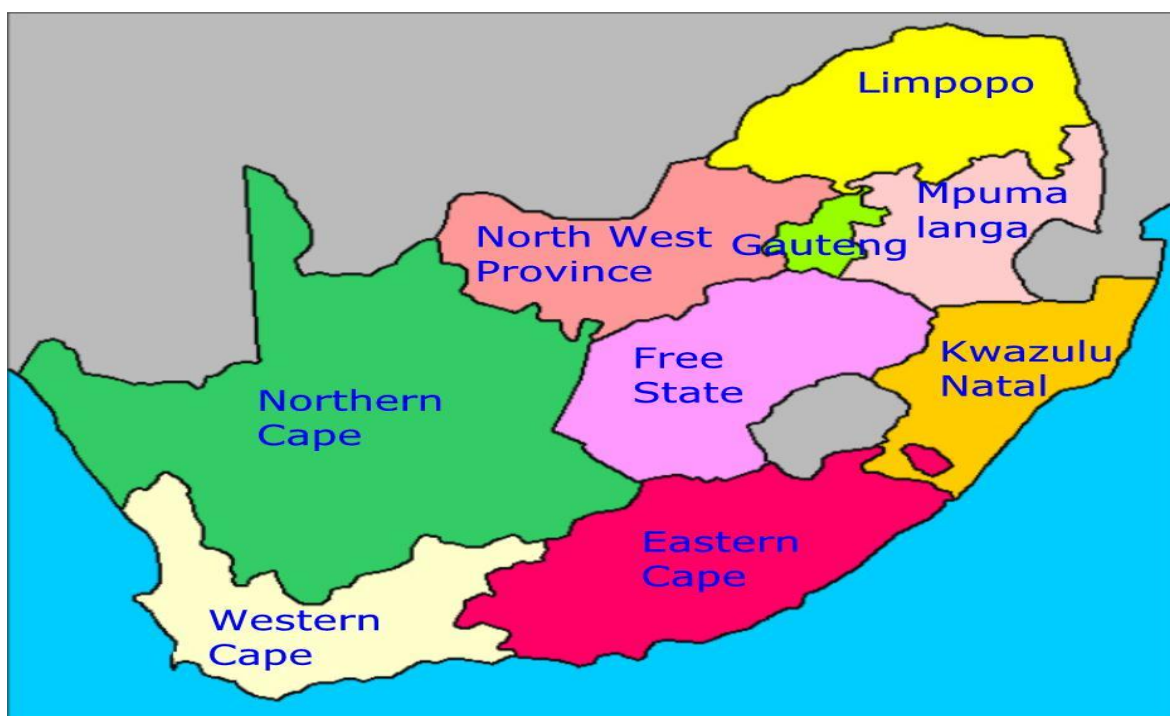 Limpopo
Mpuma
langa
North West
Province
Gauteng
Free
State
Kwazulu
Natal
Northern
Cape
Eastern
Cape
Western
Cape